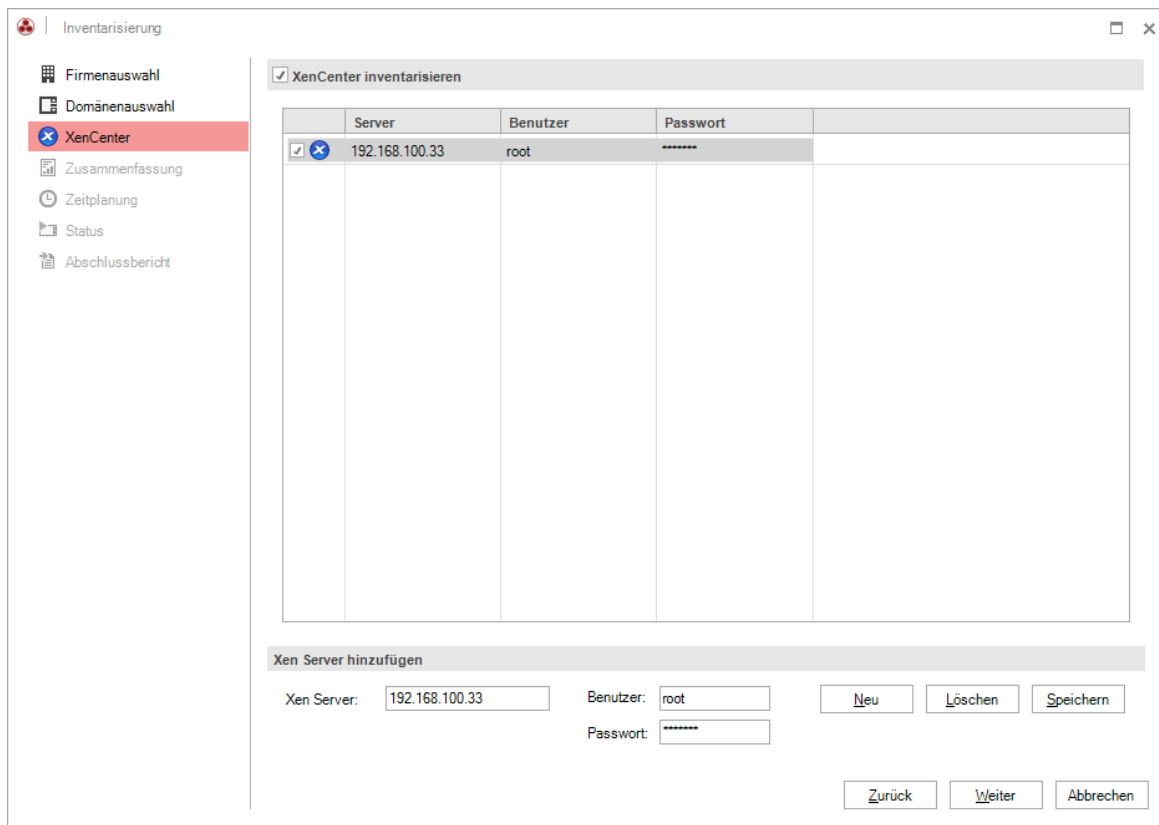 Inventarisierung
Firmenauswahl
Domänenauswahl
XenCenter
Zusammenfassung
Zeitplanung
Status
Abschlussbericht
XenCenter inventarisieren
Server Benutzer Passwort
192.168.100.33 root *******
Xen Server hinzufügen
Xen Server: 192.168.100.33 Benutzer: root Neu Löschen Speichern
Passwort: *******
Zurück Weiter Abbrechen